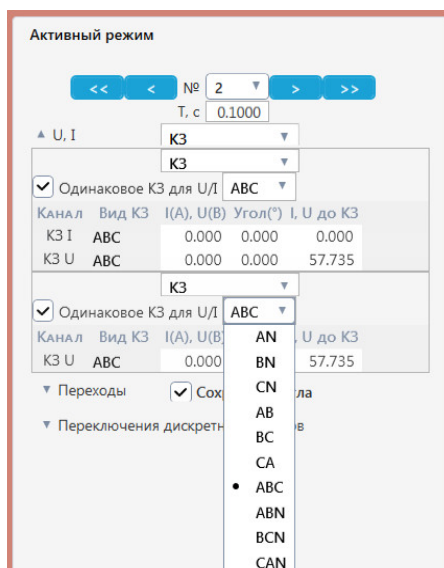 Активный режим
<< < № 2 > >>
T, с 0.1000
U, I КЗ
КЗ
Одинаковое КЗ для U/I ABC
Канал Вид КЗ I(A), U(B) Угол(°) I, U до КЗ
КЗ I ABC 0.000 0.000 0.000
КЗ U ABC 0.000 0.000 57.735
КЗ
Одинаковое КЗ для U/I ABC
Канал Вид КЗ I(A), U(B U до КЗ
КЗ U ABC 0.000 57.735
AN
BN
CN
AB
BC
CA
• ABC
ABN
BCN
CAN
Переходы
Переключения